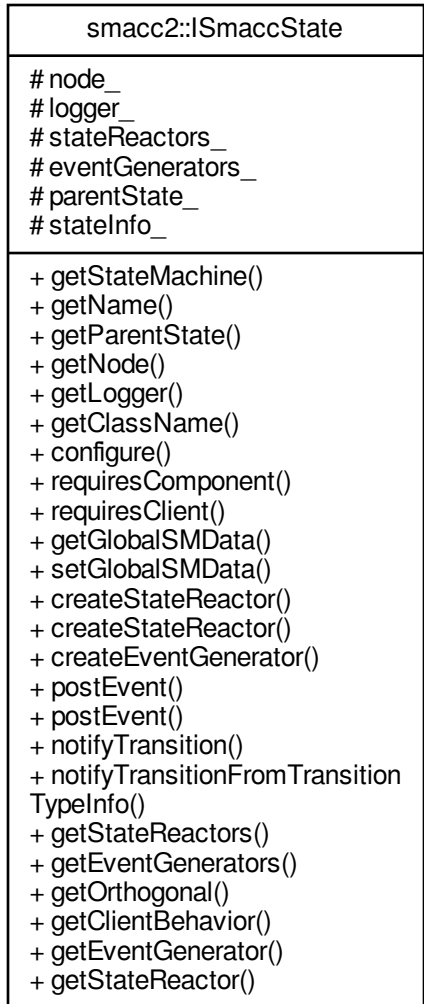 smacc2::ISmaccState
# node_
# logger_
# stateReactors_
# eventGenerators_
# parentState_
# stateInfo_
+ getStateMachine()
+ getName()
+ getParentState()
+ getNode()
+ getLogger()
+ getClassName()
+ configure()
+ requiresComponent()
+ requiresClient()
+ getGlobalSMData()
+ setGlobalSMData()
+ createStateReactor()
+ createStateReactor()
+ createEventGenerator()
+ postEvent()
+ postEvent()
+ notifyTransition()
+ notifyTransitionFromTransition
TypeInfo()
+ getStateReactors()
+ getEventGenerators()
+ getOrthogonal()
+ getClientBehavior()
+ getEventGenerator()
+ getStateReactor()